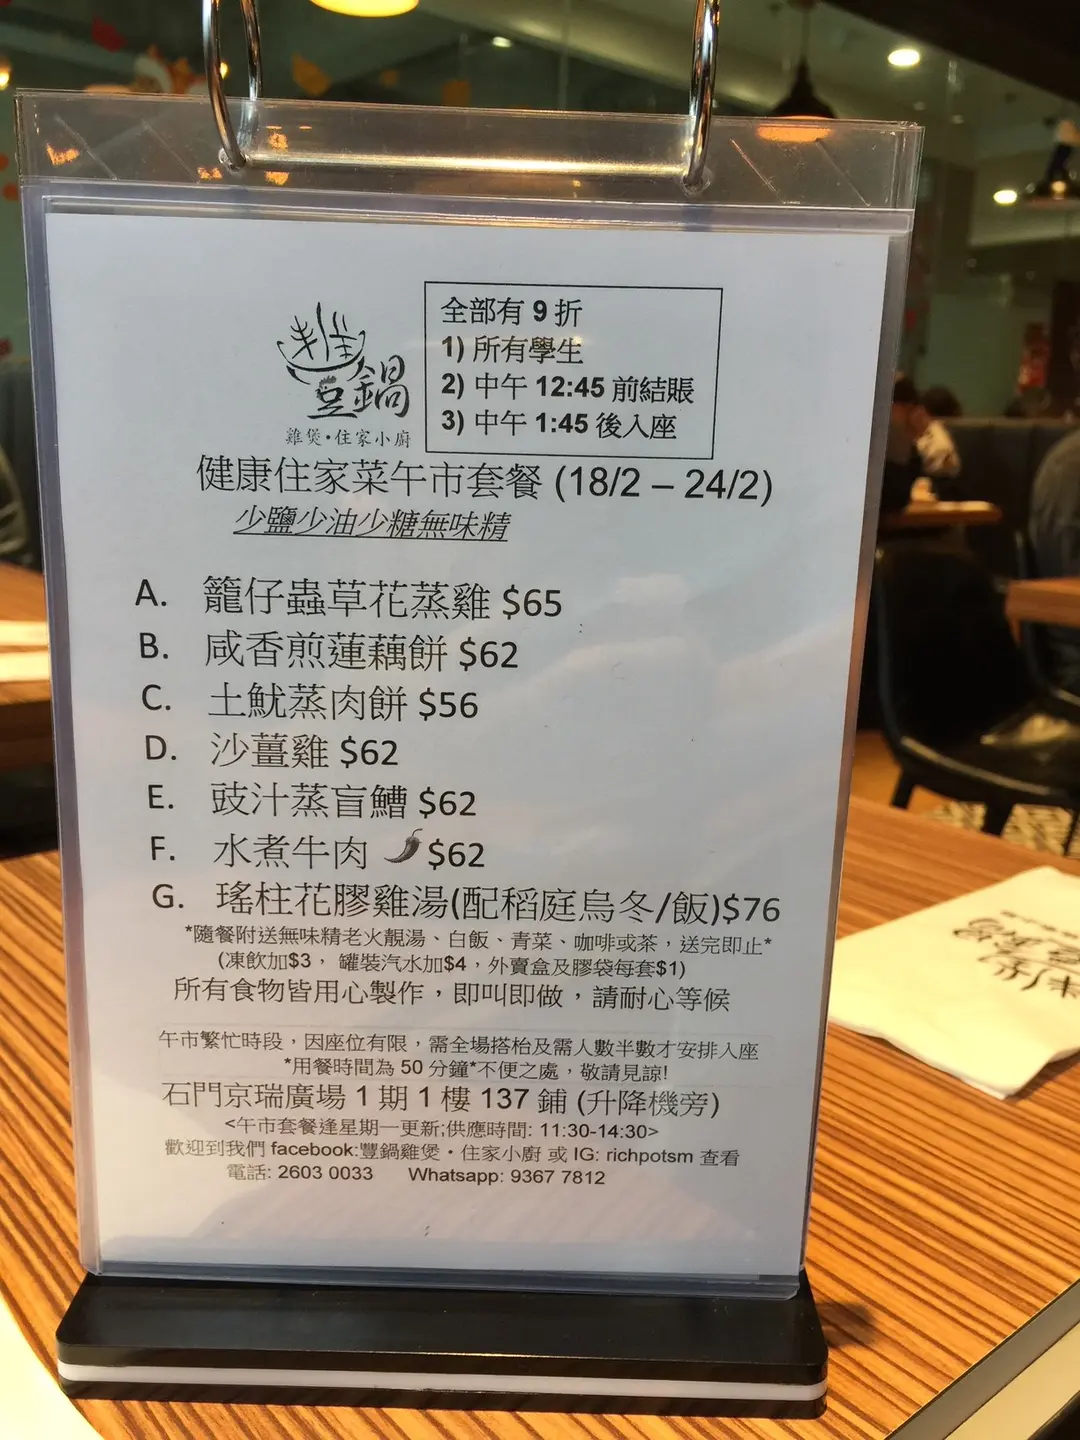 豐鍋
雞煲・住家小廚
全部有 9 折
1) 所有學生
2) 中午 12:45 前結賬
3) 中午 1:45 後入座
健康住家菜午市套餐 (18/2 – 24/2)
少鹽少油少糖無味精
A. 籠仔蟲草花蒸雞 $65
B. 咸香煎蓮藕餅 $62
C. 土魷蒸肉餅 $56
D. 沙薑雞 $62
E. 豉汁蒸盲鰽 $62
F. 水煮牛肉 $62
G. 瑤柱花膠雞湯(配稻庭烏冬/飯)$76
*隨餐附送無味精老火靚湯、白飯、青菜、咖啡或茶，送完即止*
(凍飲加$3， 罐裝汽水加$4，外賣盒及膠袋每套$1)
所有食物皆用心製作，即叫即做，請耐心等候
午市繁忙時段，因座位有限，需全場搭枱及需人數半數才安排入座
*用餐時間為 50 分鐘*不便之處，敬請見諒!
石門京瑞廣場 1 期 1 樓 137 鋪 (升降機旁)
<午市套餐逢星期一更新;供應時間: 11:30-14:30>
歡迎到我們 facebook:豐鍋雞煲・住家小廚 或 IG: richpotsm 查看
電話: 2603 0033 Whatsapp: 9367 7812